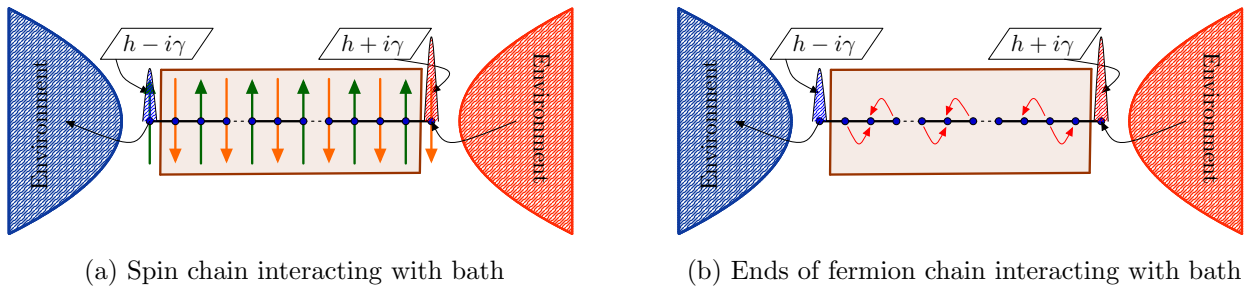 h − iγ
h + iγ
Environment
Environment
(a) Spin chain interacting with bath
h − iγ
h + iγ
Environment
Environment
(b) Ends of fermion chain interacting with bath